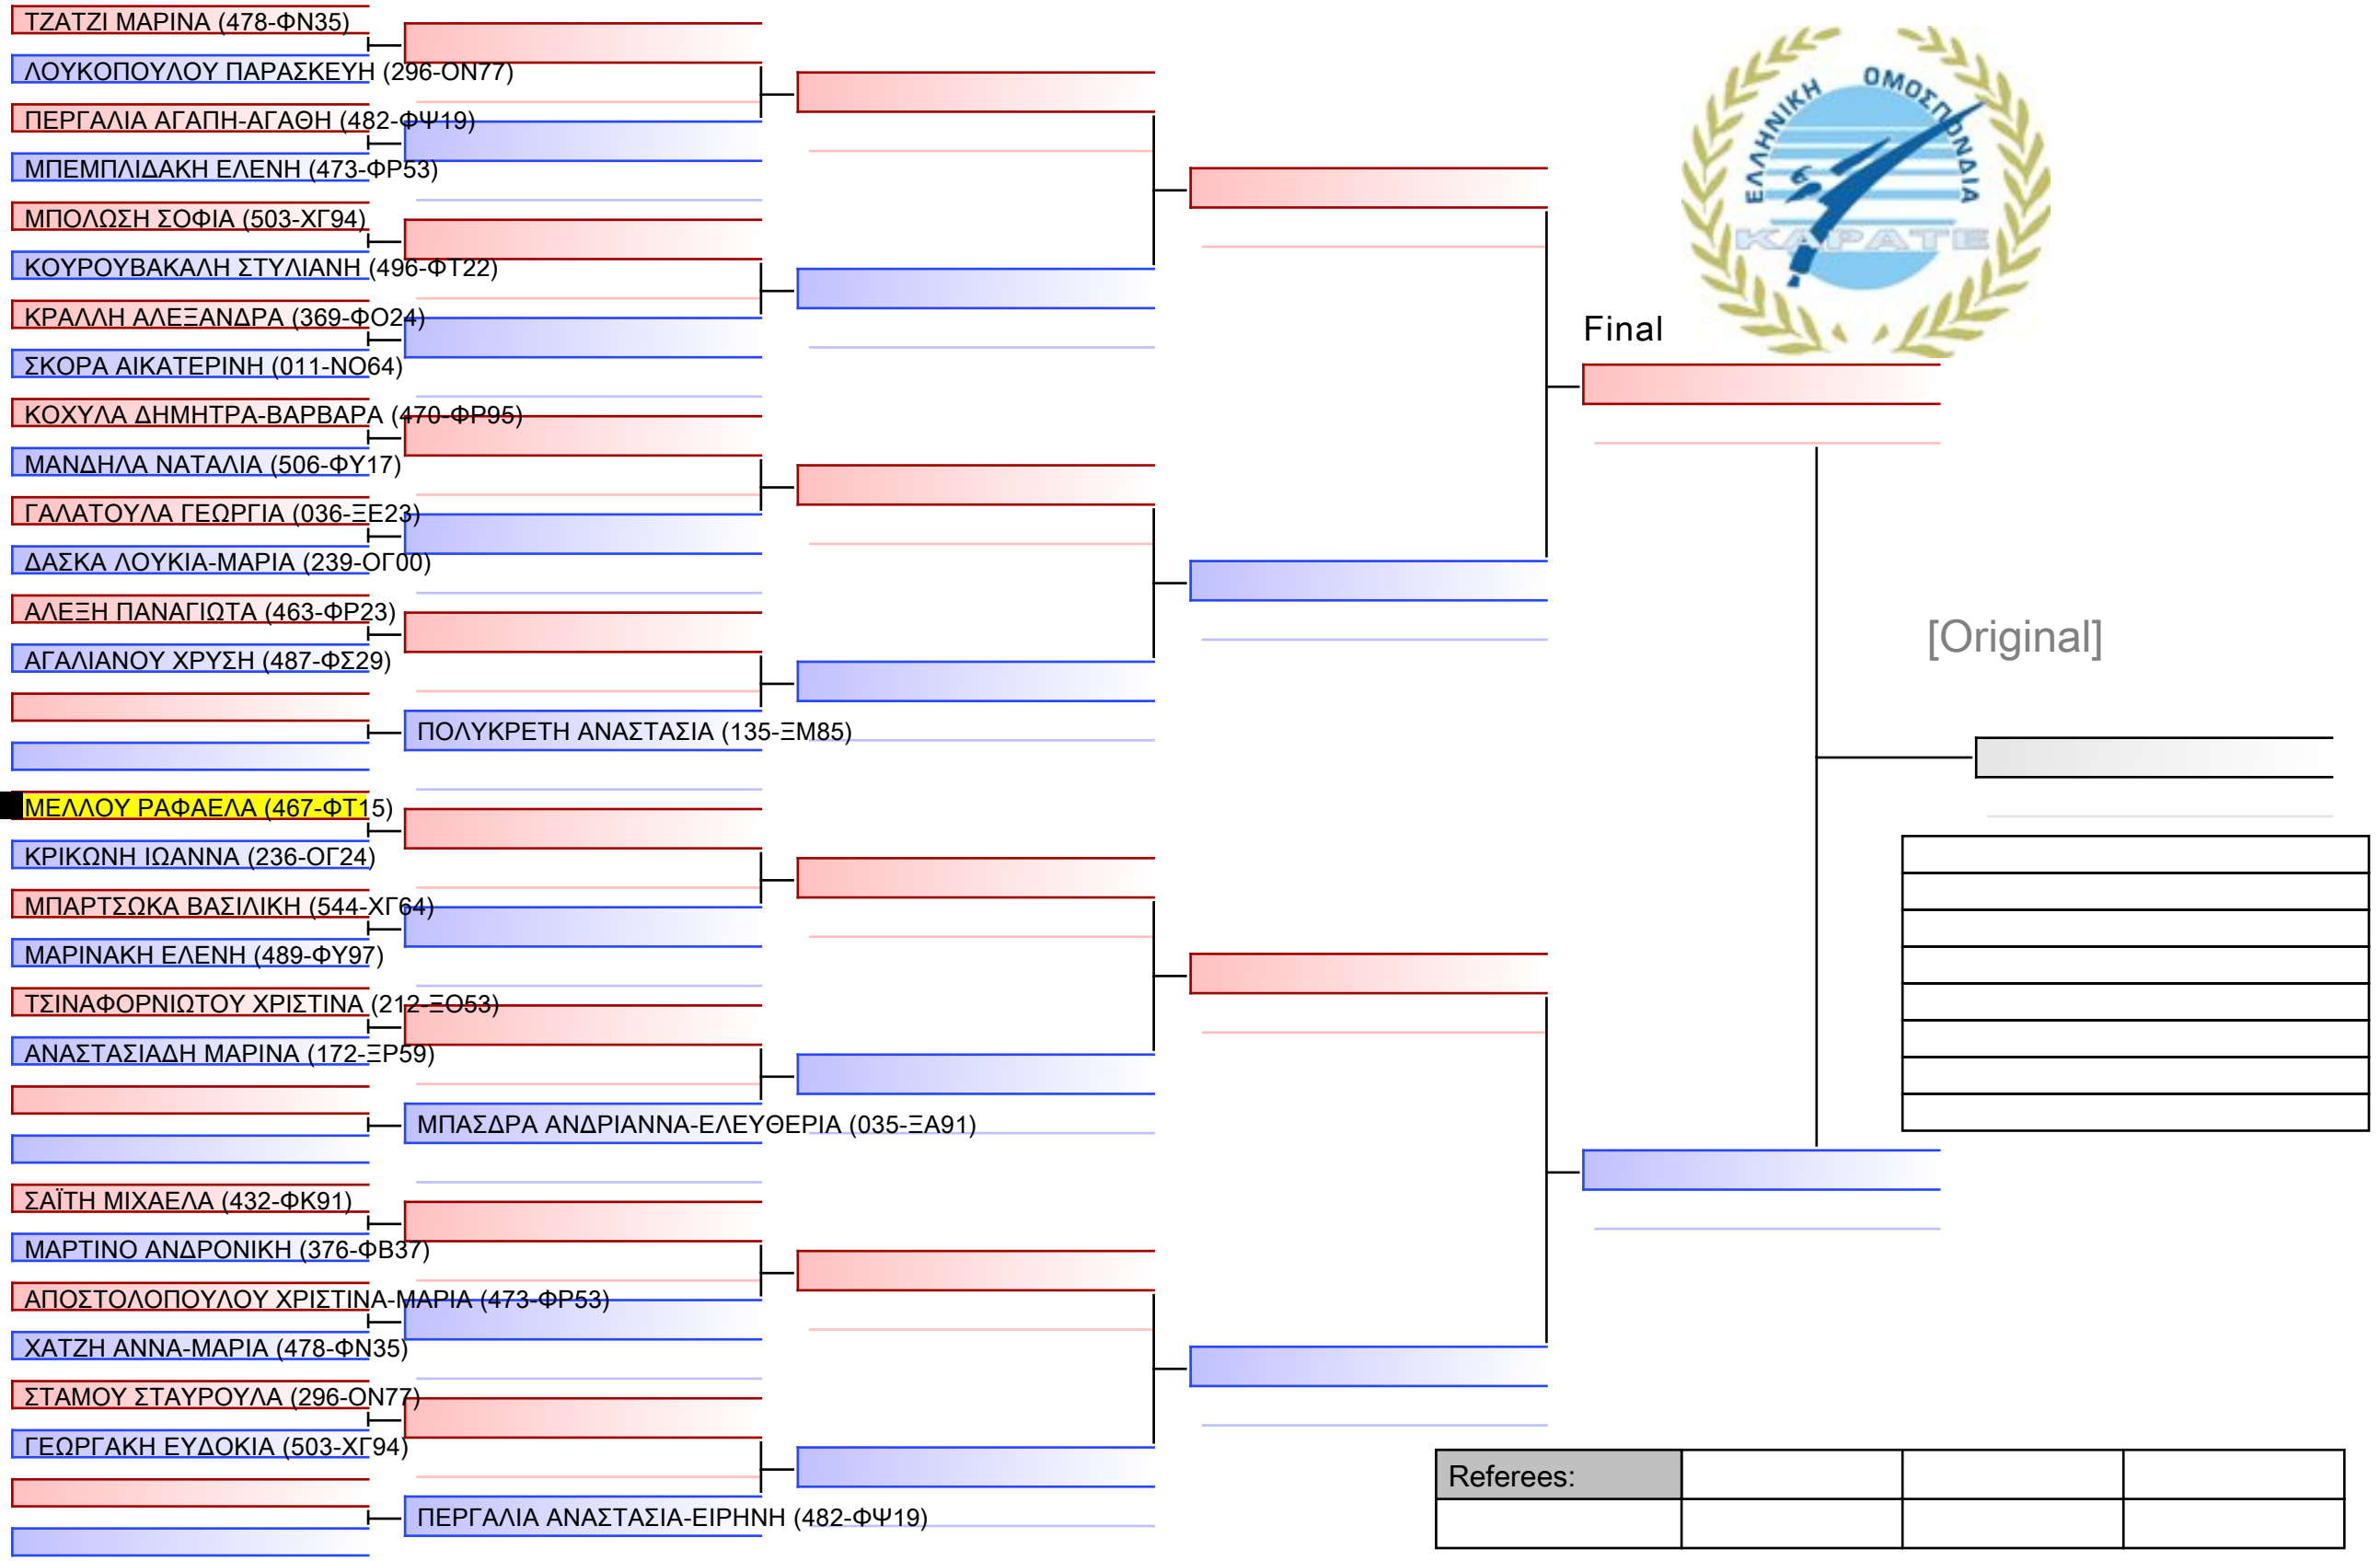 ΤΖΑΤΖΙ ΜΑΡΙΝΑ (478-ΦΝ35)
ΛΟΥΚΟΠΟΥΛΟΥ ΠΑΡΑΣΚΕΥΗ (296-ΟΝ77)
ΠΕΡΓΑΛΙΑ ΑΓΑΠΗ-ΑΓΑΘΗ (482-ΦΨ19)
ΜΠΕΜΠΛΙΔΑΚΗ ΕΛΕΝΗ (473-ΦΡ53)
ΜΠΟΛΩΣΗ ΣΟΦΙΑ (503-ΧΓ94)
ΚΟΥΡΟΥΒΑΚΑΛΗ ΣΤΥΛΙΑΝΗ (496-ΦΤ22)
ΚΡΑΛΛΗ ΑΛΕΞΑΝΔΡΑ (369-ΦΟ24)
ΣΚΟΡΑ ΑΙΚΑΤΕΡΙΝΗ (011-ΝΟ64)
ΚΟΧΥΛΑ ΔΗΜΗΤΡΑ-ΒΑΡΒΑΡΑ (470-ΦΡ95)
ΜΑΝΔΗΛΑ ΝΑΤΑΛΙΑ (506-ΦΥ17)
ΓΑΛΑΤΟΥΛΑ ΓΕΩΡΓΙΑ (036-ΞΕ23)
ΔΑΣΚΑ ΛΟΥΚΙΑ-ΜΑΡΙΑ (239-ΟΓ00)
ΑΛΕΞΗ ΠΑΝΑΓΙΩΤΑ (463-ΦΡ23)
ΑΓΑΛΙΑΝΟΥ ΧΡΥΣΗ (487-ΦΣ29)
ΠΟΛΥΚΡΕΤΗ ΑΝΑΣΤΑΣΙΑ (135-ΞΜ85)
ΜΕΛΛΟΥ ΡΑΦΑΕΛΑ (467-ΦΤ15)
ΚΡΙΚΩΝΗ ΙΩΑΝΝΑ (236-ΟΓ24)
ΜΠΑΡΤΣΩΚΑ ΒΑΣΙΛΙΚΗ (544-ΧΓ64)
ΜΑΡΙΝΑΚΗ ΕΛΕΝΗ (489-ΦΥ97)
ΤΣΙΝΑΦΟΡΝΙΩΤΟΥ ΧΡΙΣΤΙΝΑ (212-ΞΟ53)
ΑΝΑΣΤΑΣΙΑΔΗ ΜΑΡΙΝΑ (172-ΞΡ59)
ΜΠΑΣΔΡΑ ΑΝΔΡΙΑΝΝΑ-ΕΛΕΥΘΕΡΙΑ (035-ΞΑ91)
ΣΑΪΤΗ ΜΙΧΑΕΛΑ (432-ΦΚ91)
ΜΑΡΤΙΝΟ ΑΝΔΡΟΝΙΚΗ (376-ΦΒ37)
ΑΠΟΣΤΟΛΟΠΟΥΛΟΥ ΧΡΙΣΤΙΝΑ-ΜΑΡΙΑ (473-ΦΡ53)
ΧΑΤΖΗ ΑΝΝΑ-ΜΑΡΙΑ (478-ΦΝ35)
ΣΤΑΜΟΥ ΣΤΑΥΡΟΥΛΑ (296-ΟΝ77)
ΓΕΩΡΓΑΚΗ ΕΥΔΟΚΙΑ (503-ΧΓ94)
ΠΕΡΓΑΛΙΑ ΑΝΑΣΤΑΣΙΑ-ΕΙΡΗΝΗ (482-ΦΨ19)
ΕΛΛΗΝΙΚΗ ΟΜΟΣΠΟΝΔΙΑ
ΚΑΡΑΤΕ
Final
[Original]
Referees: